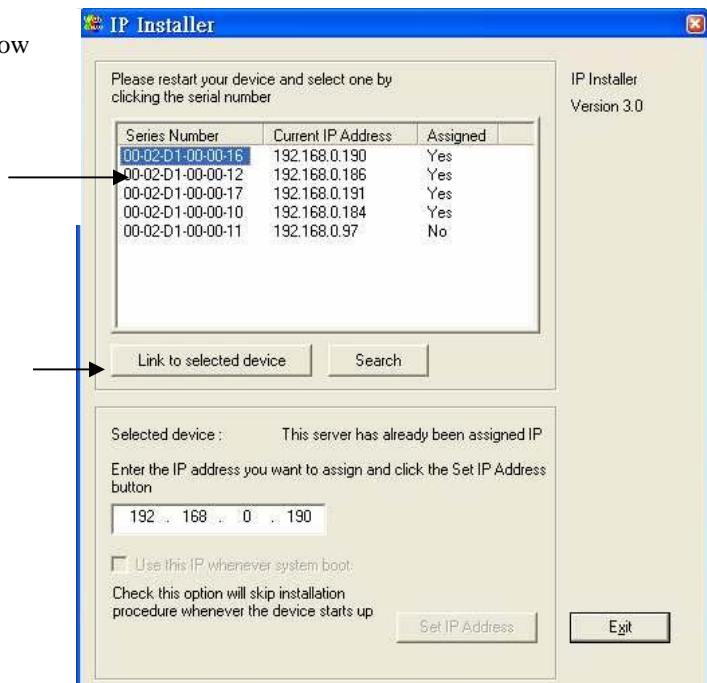 IP Installer
ow
Please restart your device and select one by
clicking the serial number
IP Installer
Version 3.0
Series Number Current IP Address Assigned
00-02-D1-00-00-16 192.168.0.190 Yes
00-02-D1-00-00-12 192.168.0.186 Yes
00-02-D1-00-00-17 192.168.0.191 Yes
00-02-D1-00-00-10 192.168.0.184 Yes
00-02-D1-00-00-11 192.168.0.97 No
Link to selected device Search
Selected device : This server has already been assigned IP
Enter the IP address you want to assign and click the Set IP Address
button
192 . 168 . 0 . 190
Use this IP whenever system boot.
Check this option will skip installation
procedure whenever the device starts up
Set IP Address
Exit